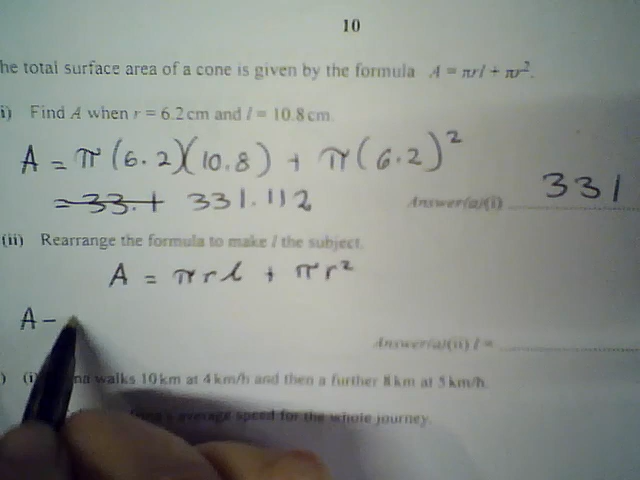 10
he total surface area of a cone is given by the formula A = πrl + πr².
i) Find A when r = 6.2 cm and l = 10.8 cm.
A = π(6.2)(10.8) + π(6.2)²
= 33.1 331.112
Answer(a)(i) 331
(ii) Rearrange the formula to make l the subject.
A = πrl + πr²
A −
Answer(a)(ii) l =
) (i) na walks 10 km at 4 km/h and then a further 8 km at 5 km/h.
average speed for the whole journey.